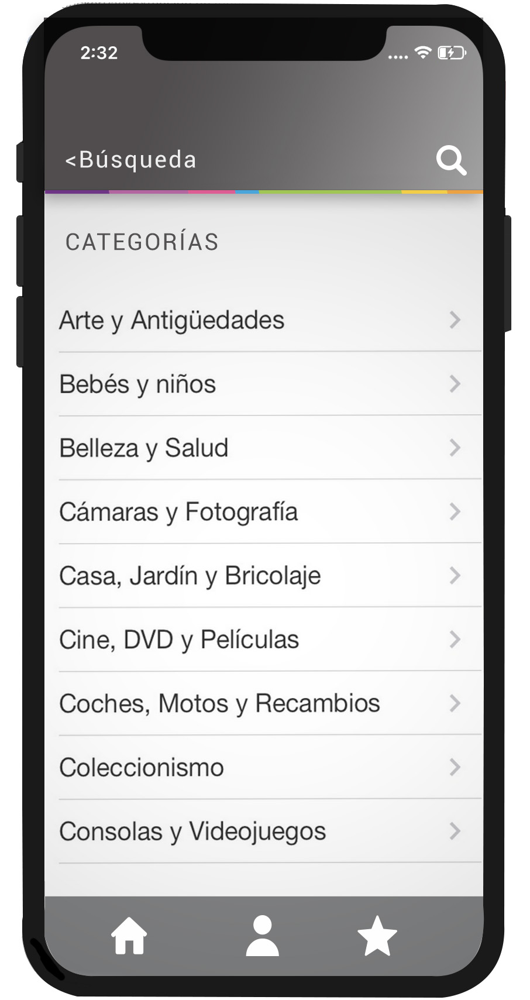 2:32
<Búsqueda
CATEGORÍAS
Arte y Antigüedades
Bebés y niños
Belleza y Salud
Cámaras y Fotografía
Casa, Jardín y Bricolaje
Cine, DVD y Películas
Coches, Motos y Recambios
Coleccionismo
Consolas y Videojuegos